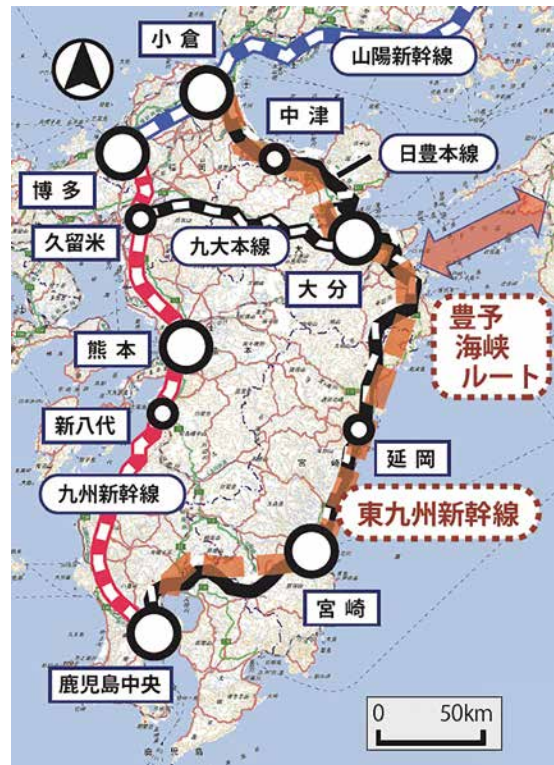 小倉
山陽新幹線
中津
日豊本線
博多
久留米
九大本線
大分
豊予
海峡
ルート
熊本
新八代
延岡
九州新幹線
東九州新幹線
宮崎
鹿児島中央
0 50km